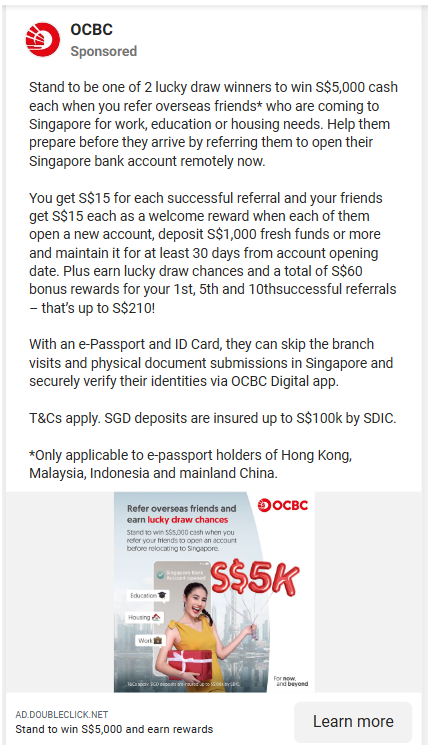 OCBC
Sponsored
Stand to be one of 2 lucky draw winners to win S$5,000 cash
each when you refer overseas friends* who are coming to
Singapore for work, education or housing needs. Help them
prepare before they arrive by referring them to open their
Singapore bank account remotely now.
You get S$15 for each successful referral and your friends
get S$15 each as a welcome reward when each of them
open a new account, deposit S$1,000 fresh funds or more
and maintain it for at least 30 days from account opening
date. Plus earn lucky draw chances and a total of S$60
bonus rewards for your 1st, 5th and 10thsuccessful referrals
– that’s up to S$210!
With an e-Passport and ID Card, they can skip the branch
visits and physical document submissions in Singapore and
securely verify their identities via OCBC Digital app.
T&Cs apply. SGD deposits are insured up to S$100k by SDIC.
*Only applicable to e-passport holders of Hong Kong,
Malaysia, Indonesia and mainland China.
Refer overseas friends and
earn lucky draw chances
OCBC
Stand to win S$5,000 cash when you
refer your friends to open an account
before relocating to Singapore.
S$5K
Singapore Bank
Account opened!
Education
Housing
Work
T&Cs apply. SGD deposits are insured up to S$100k by SDIC.
For now,
and beyond
AD.DOUBLECLICK.NET
Stand to win S$5,000 and earn rewards
Learn more